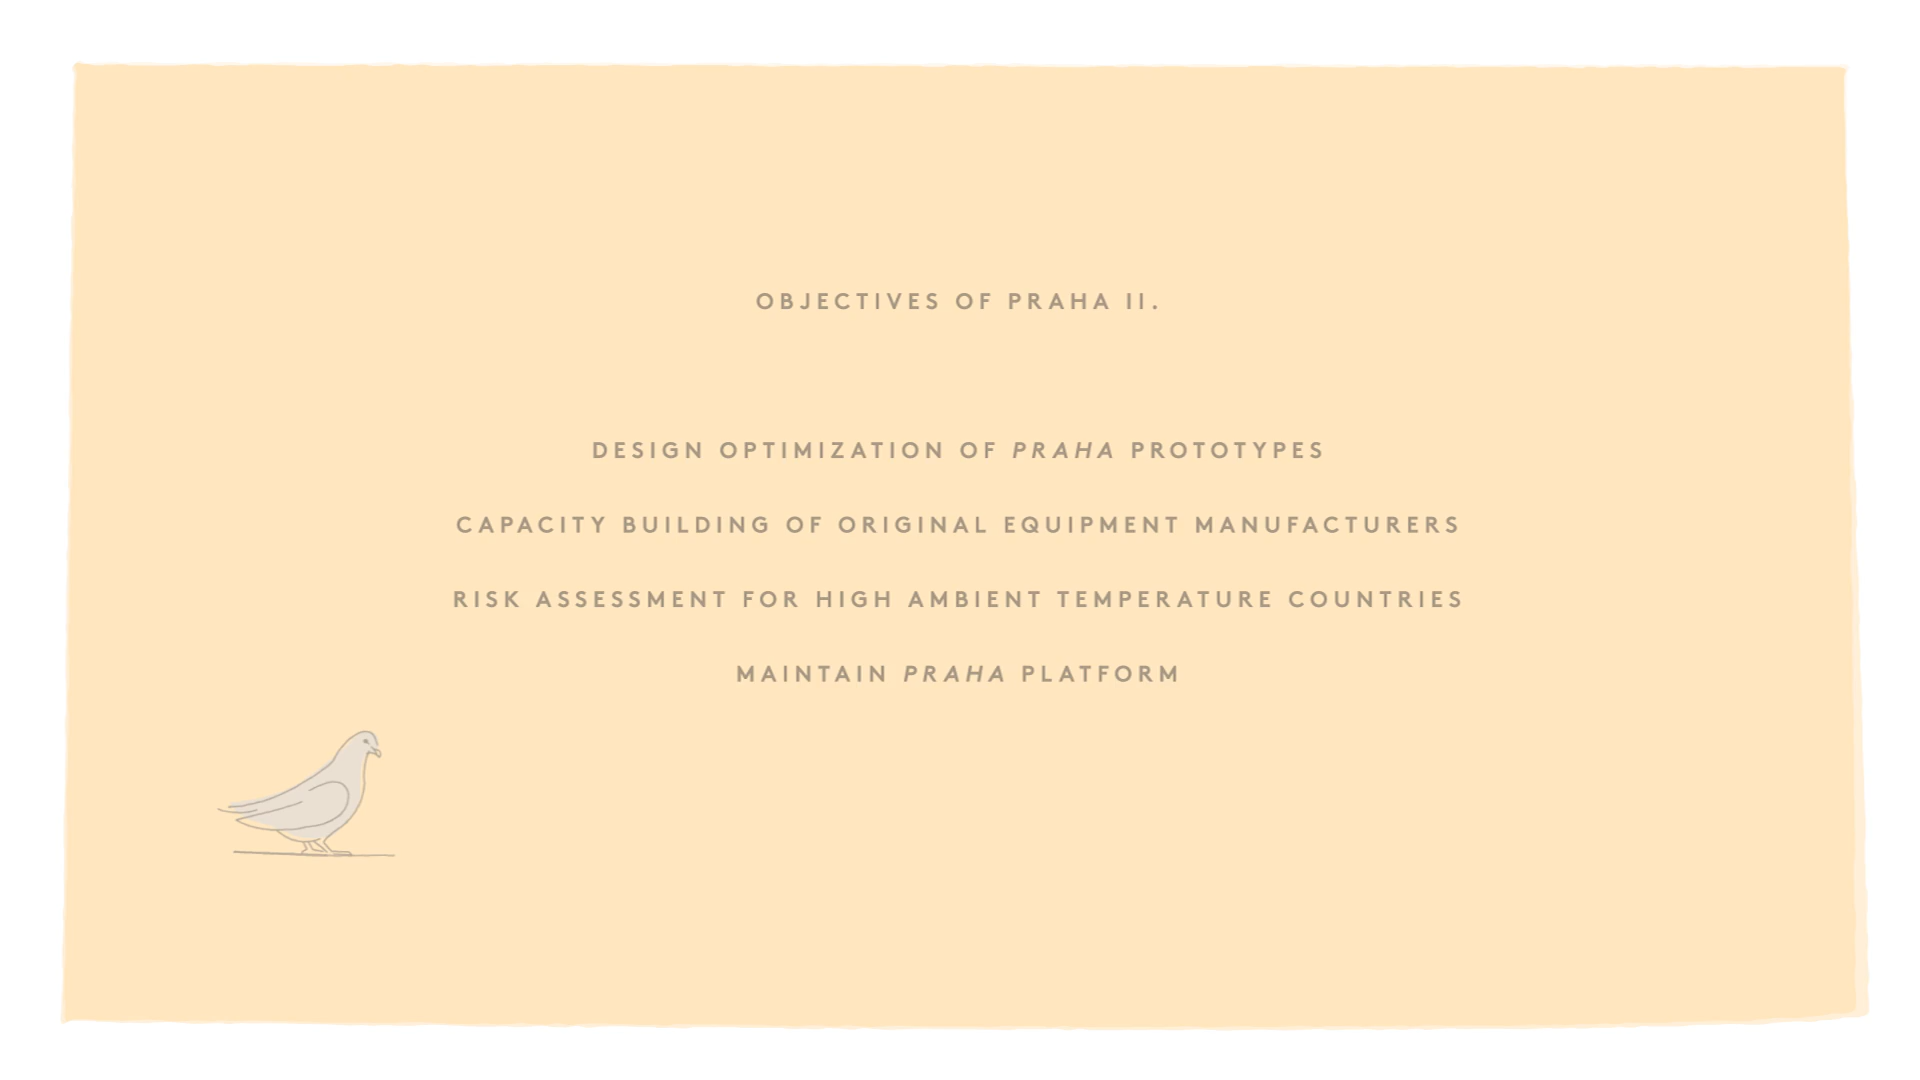 OBJECTIVES OF PRAHA II.
DESIGN OPTIMIZATION OF PRAHA PROTOTYPES
CAPACITY BUILDING OF ORIGINAL EQUIPMENT MANUFACTURERS
RISK ASSESSMENT FOR HIGH AMBIENT TEMPERATURE COUNTRIES
MAINTAIN PRAHA PLATFORM